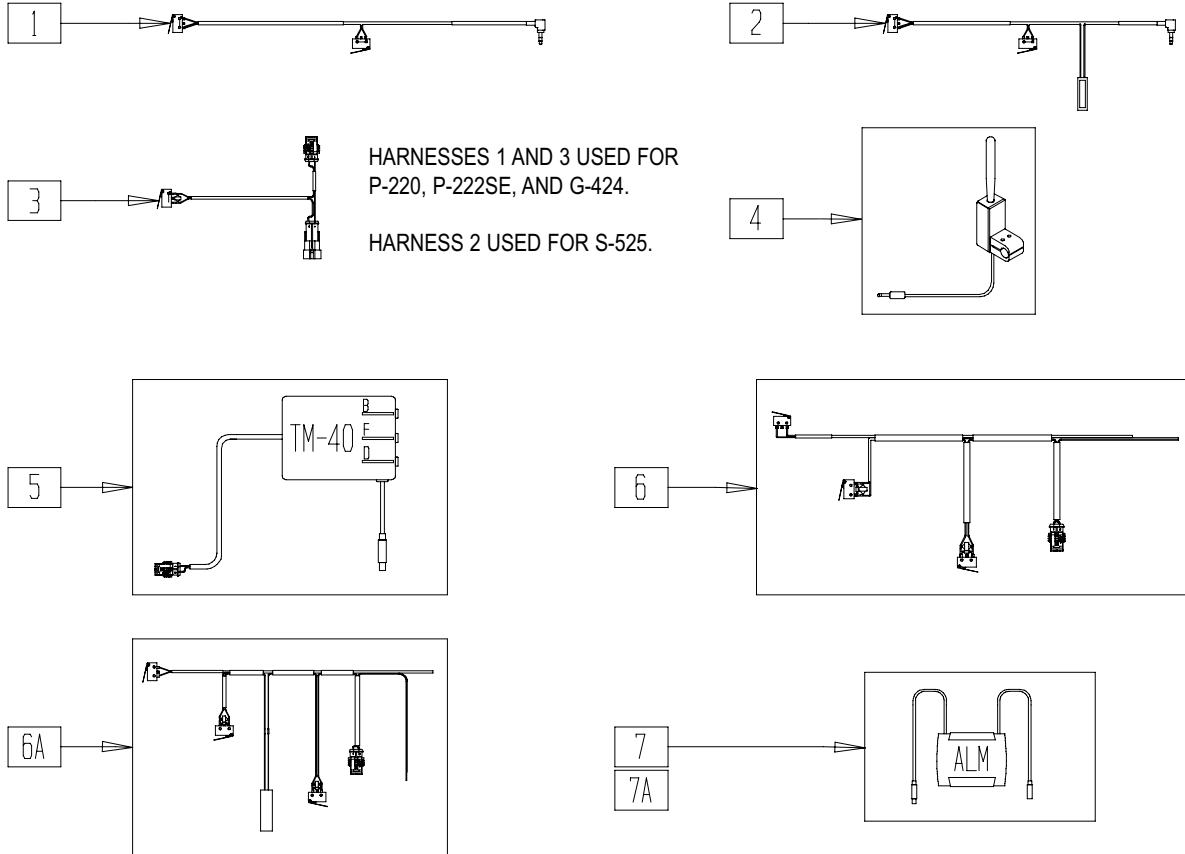 1
2
3
HARNESSES 1 AND 3 USED FOR
P-220, P-222SE, AND G-424.
HARNESS 2 USED FOR S-525.
4
5
TM-40
B
F
D
6
6A
7
7A
ALM